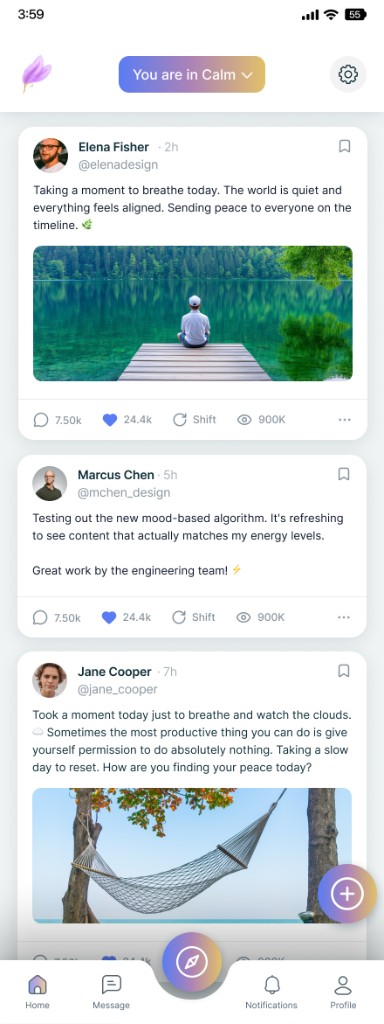 3:59
55
You are in Calm
Elena Fisher · 2h
@elenadesign
Taking a moment to breathe today. The world is quiet and
everything feels aligned. Sending peace to everyone on the
timeline. 🌿
7.50k 24.4k Shift 900K
Marcus Chen · 5h
@mchen_design
Testing out the new mood-based algorithm. It's refreshing
to see content that actually matches my energy levels.
Great work by the engineering team! ⚡
7.50k 24.4k Shift 900K
Jane Cooper · 7h
@jane_cooper
Took a moment today just to breathe and watch the clouds.
☁️ Sometimes the most productive thing you can do is give
yourself permission to do absolutely nothing. Taking a slow
day to reset. How are you finding your peace today?
Home Message Notifications Profile